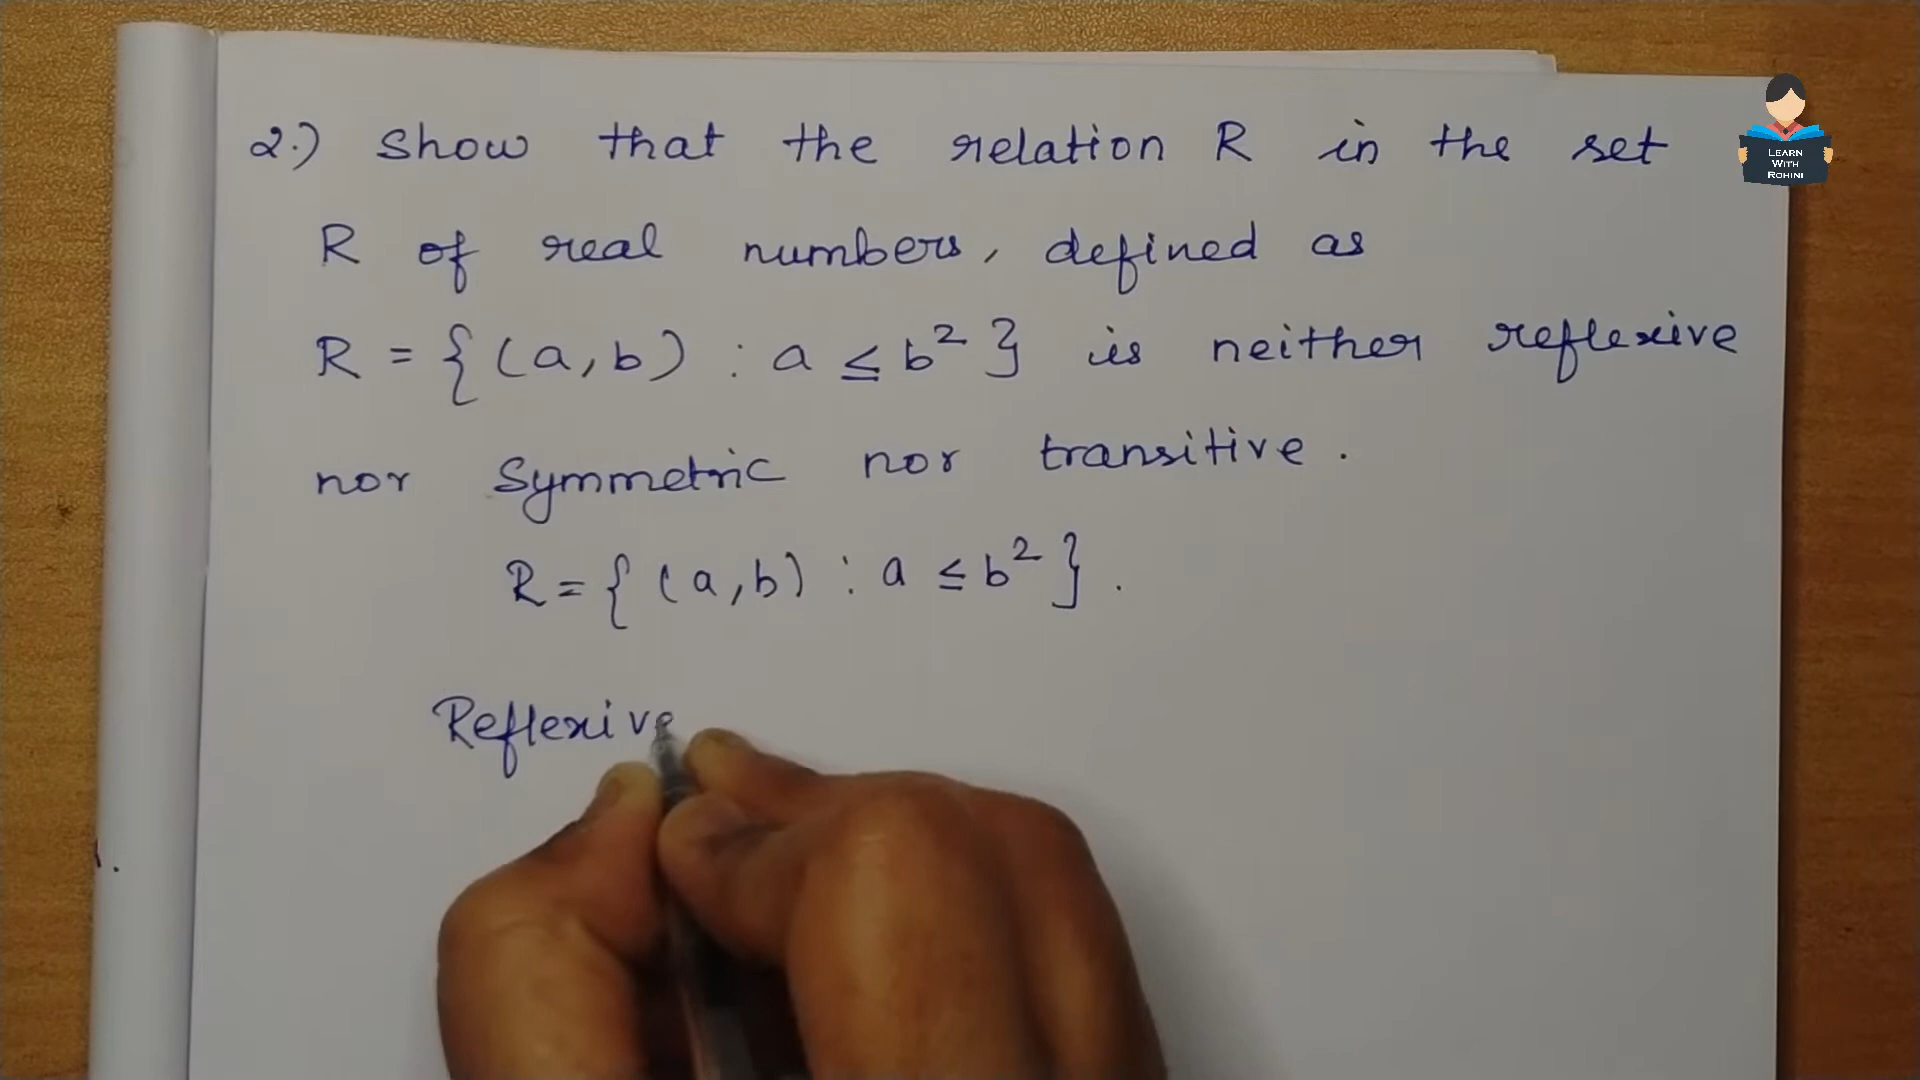 2.) Show that the relation R in the set
R of real numbers, defined as
R = {(a,b) : a ≤ b²} is neither reflexive
nor Symmetric nor transitive.
R = {(a,b) : a ≤ b²}.
Reflexive
LEARN
WITH
ROHINI